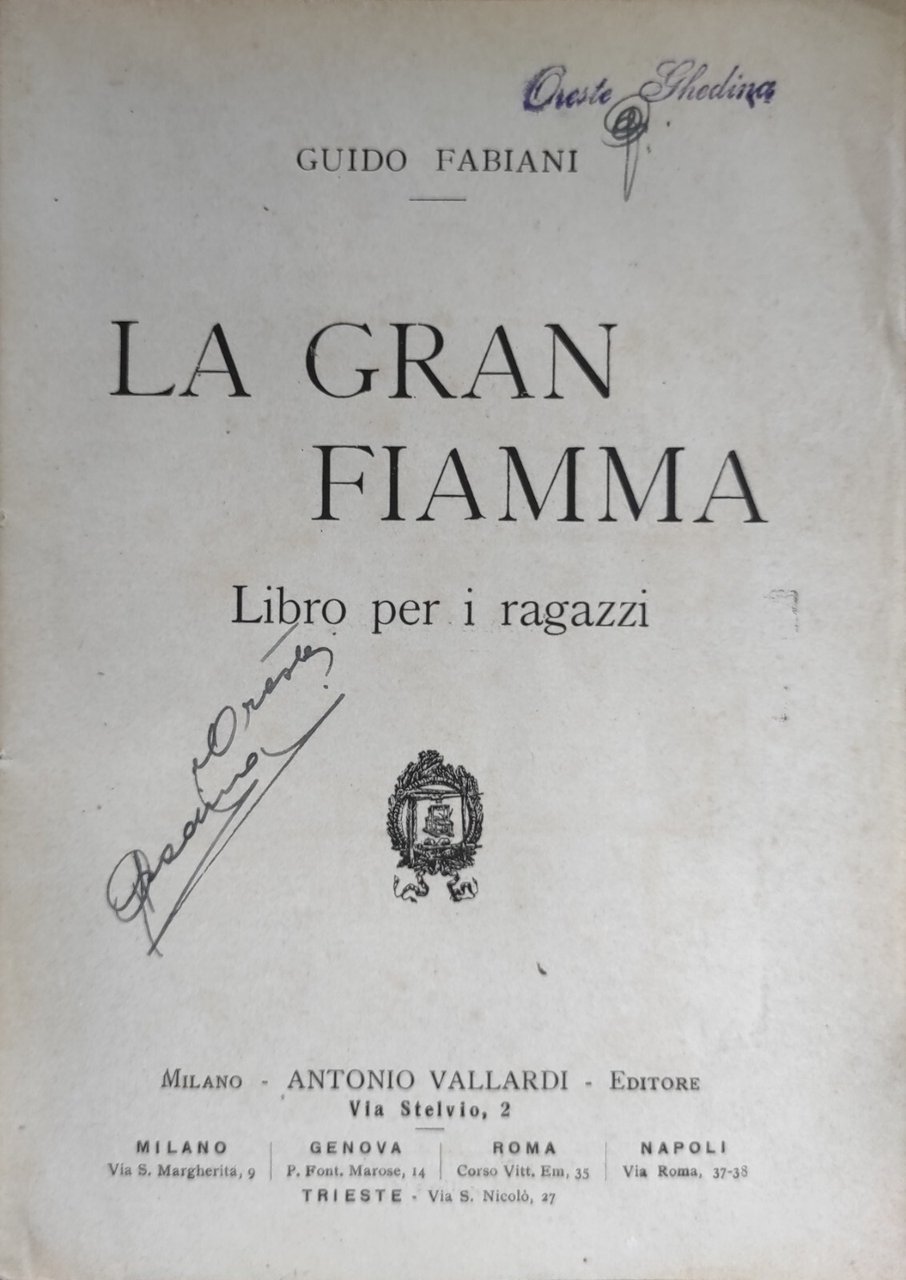 Oreste Ghedina
GUIDO FABIANI
LA GRAN
FIAMMA
Libro per i ragazzi
Oreste
MILANO - ANTONIO VALLARDI - EDITORE
Via Stelvio, 2
MILANO | GENOVA | ROMA | NAPOLI
Via S. Margherita, 9 | P. Font. Marose, 14 | Corso Vitt. Em, 35 | Via Roma, 37-38
TRIESTE - Via S. Nicolò, 27